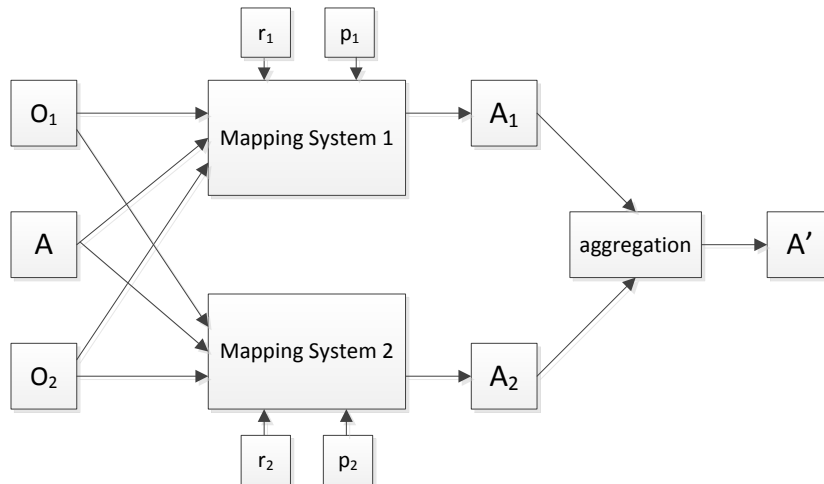 r₁
p₁
O₁
Mapping System 1
A₁
A
aggregation
A’
O₂
Mapping System 2
A₂
r₂
p₂